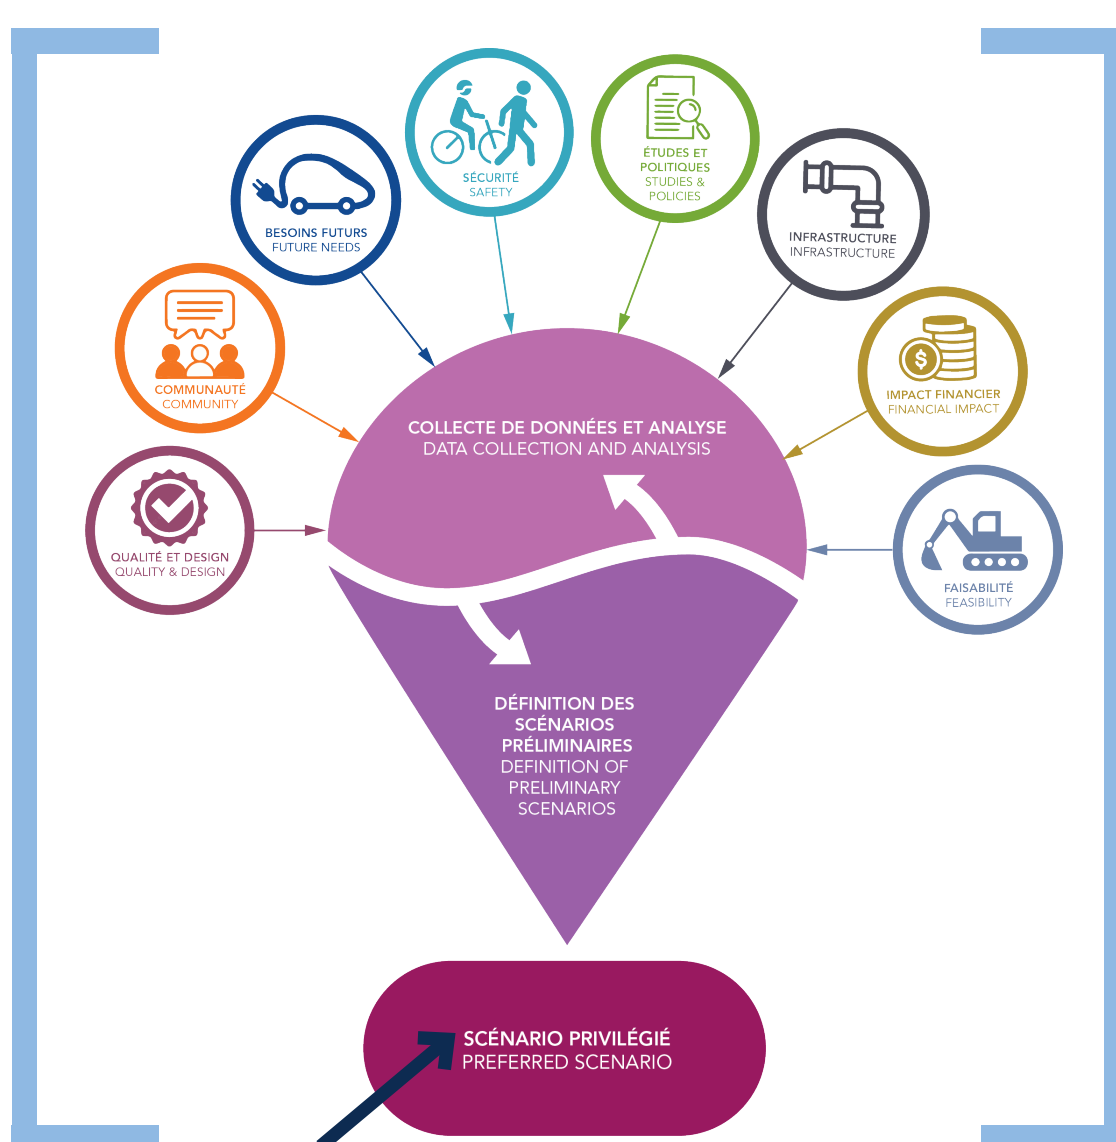 SÉCURITÉ
SAFETY
ÉTUDES ET
POLITIQUES
STUDIES &
POLICIES
BESOINS FUTURS
FUTURE NEEDS
INFRASTRUCTURE
INFRASTRUCTURE
COMMUNAUTÉ
COMMUNITY
$
IMPACT FINANCIER
FINANCIAL IMPACT
COLLECTE DE DONNÉES ET ANALYSE
DATA COLLECTION AND ANALYSIS
QUALITÉ ET DESIGN
QUALITY & DESIGN
FAISABILITÉ
FEASIBILITY
DÉFINITION DES
SCÉNARIOS
PRÉLIMINAIRES
DEFINITION OF
PRELIMINARY
SCENARIOS
SCÉNARIO PRIVILÉGIÉ
PREFERRED SCENARIO